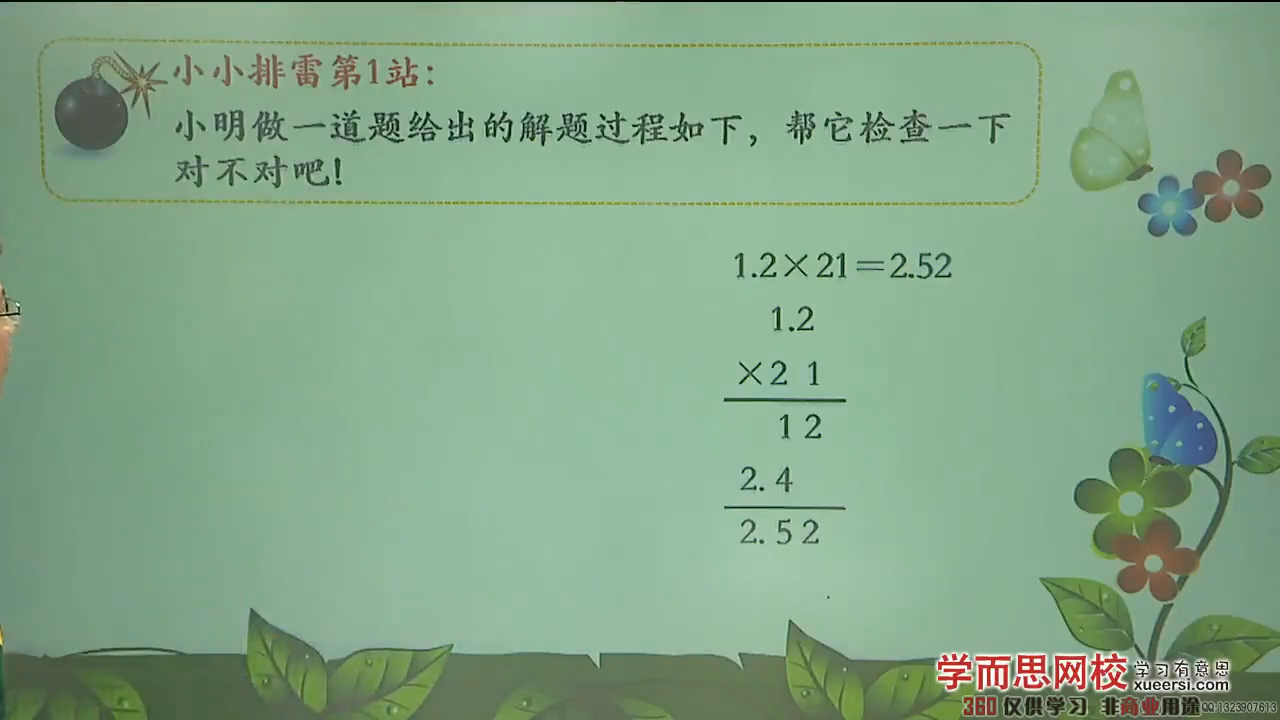 小小排雷第1站：
小明做一道题给出的解题过程如下，帮它检查一下
对不对吧！
1.2×21＝2.52
1.2
×2 1
1 2
2. 4
2. 5 2
学而思网校 学习有意思
xueersi.com
360 仅供学习 非商业用途 QQ:1323907613